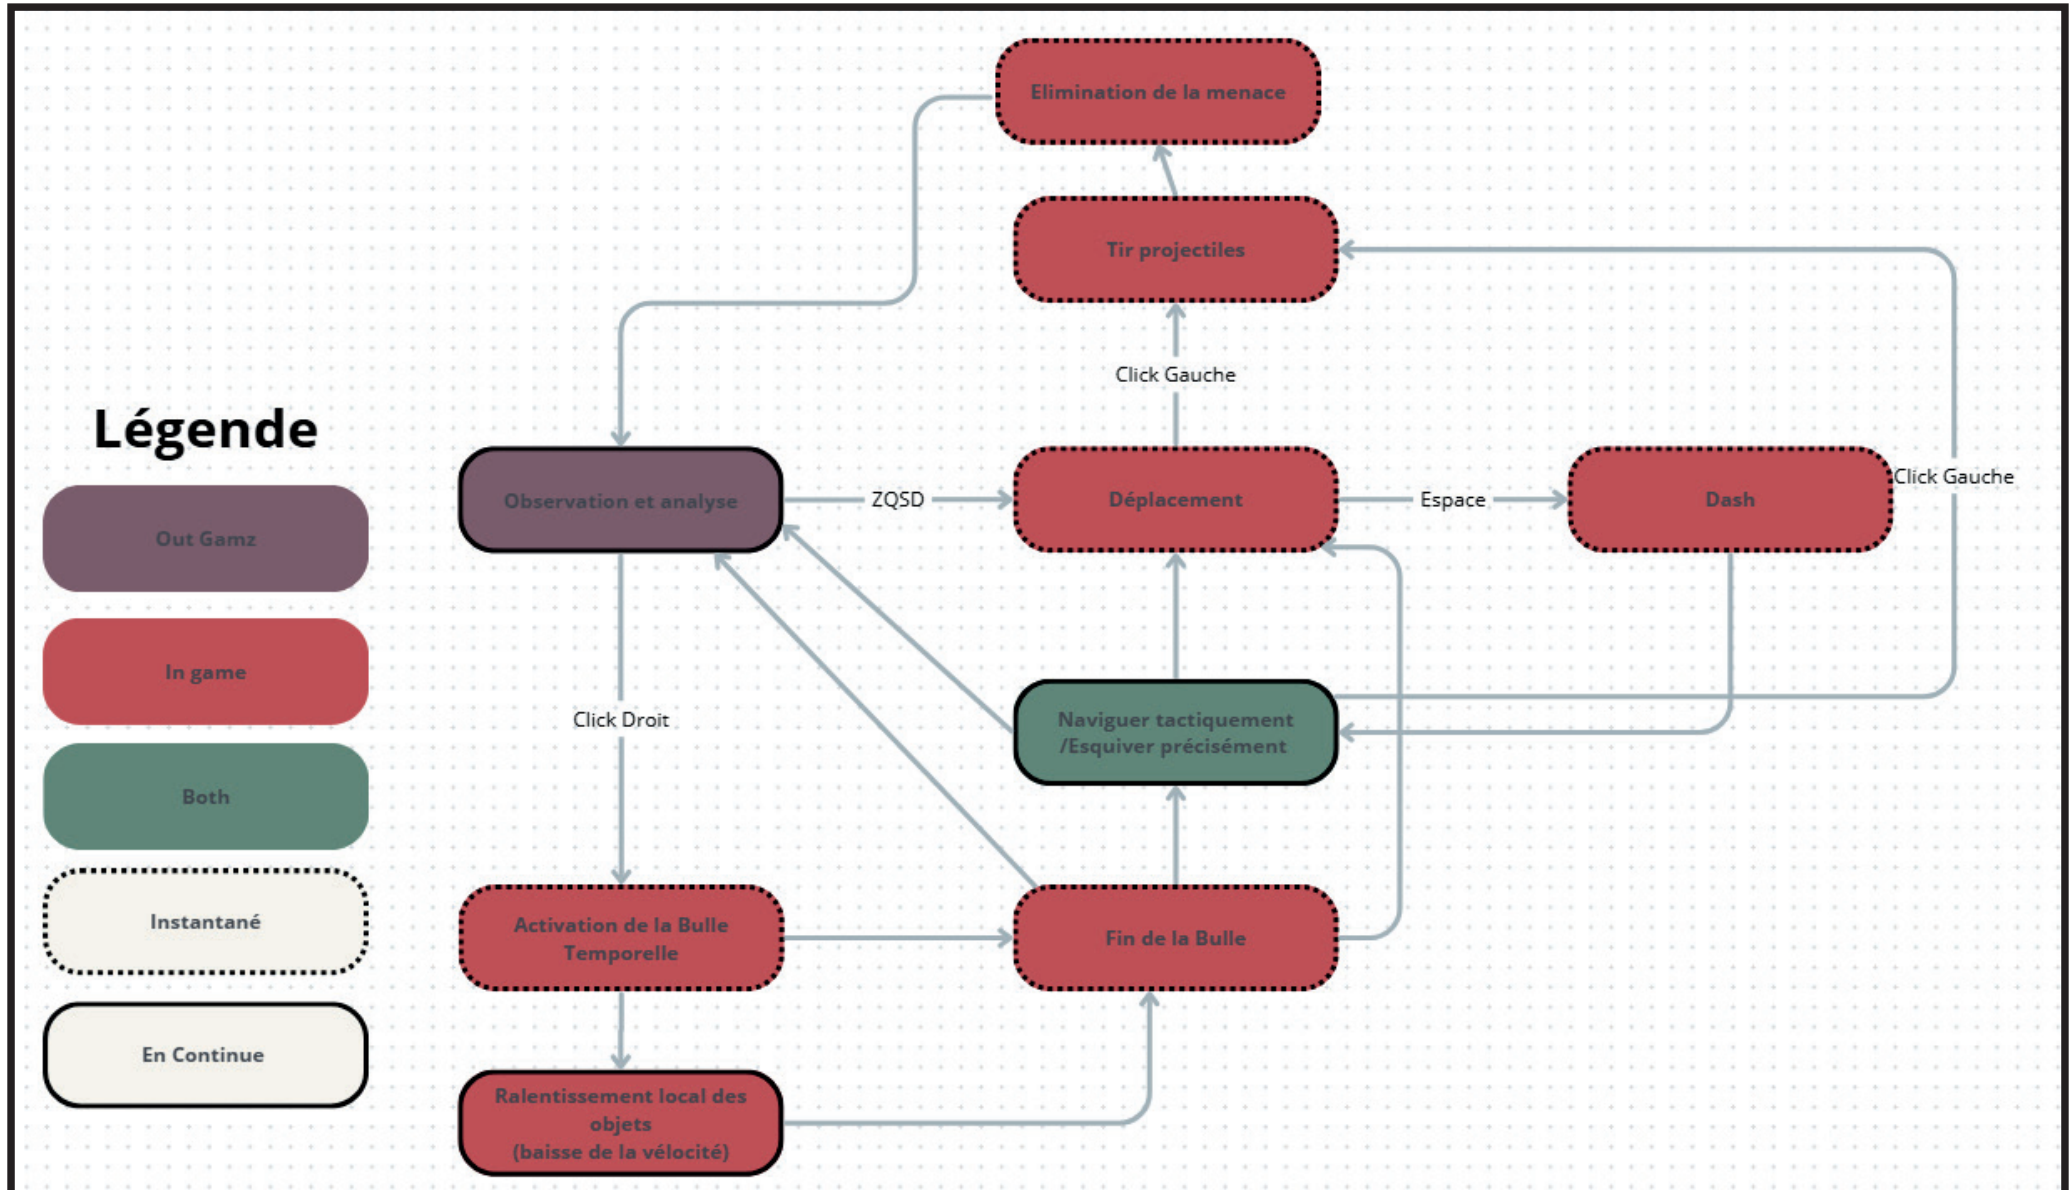 Elimination de la menace
Tir projectiles
Click Gauche
Légende
Observation et analyse
ZQSD
Déplacement
Espace
Dash
Click Gauche
Out Gamz
In game
Click Droit
Naviguer tactiquement
/Esquiver précisément
Both
Instantané
Activation de la Bulle
Temporelle
Fin de la Bulle
En Continue
Ralentissement local des
objets
(baisse de la vélocité)